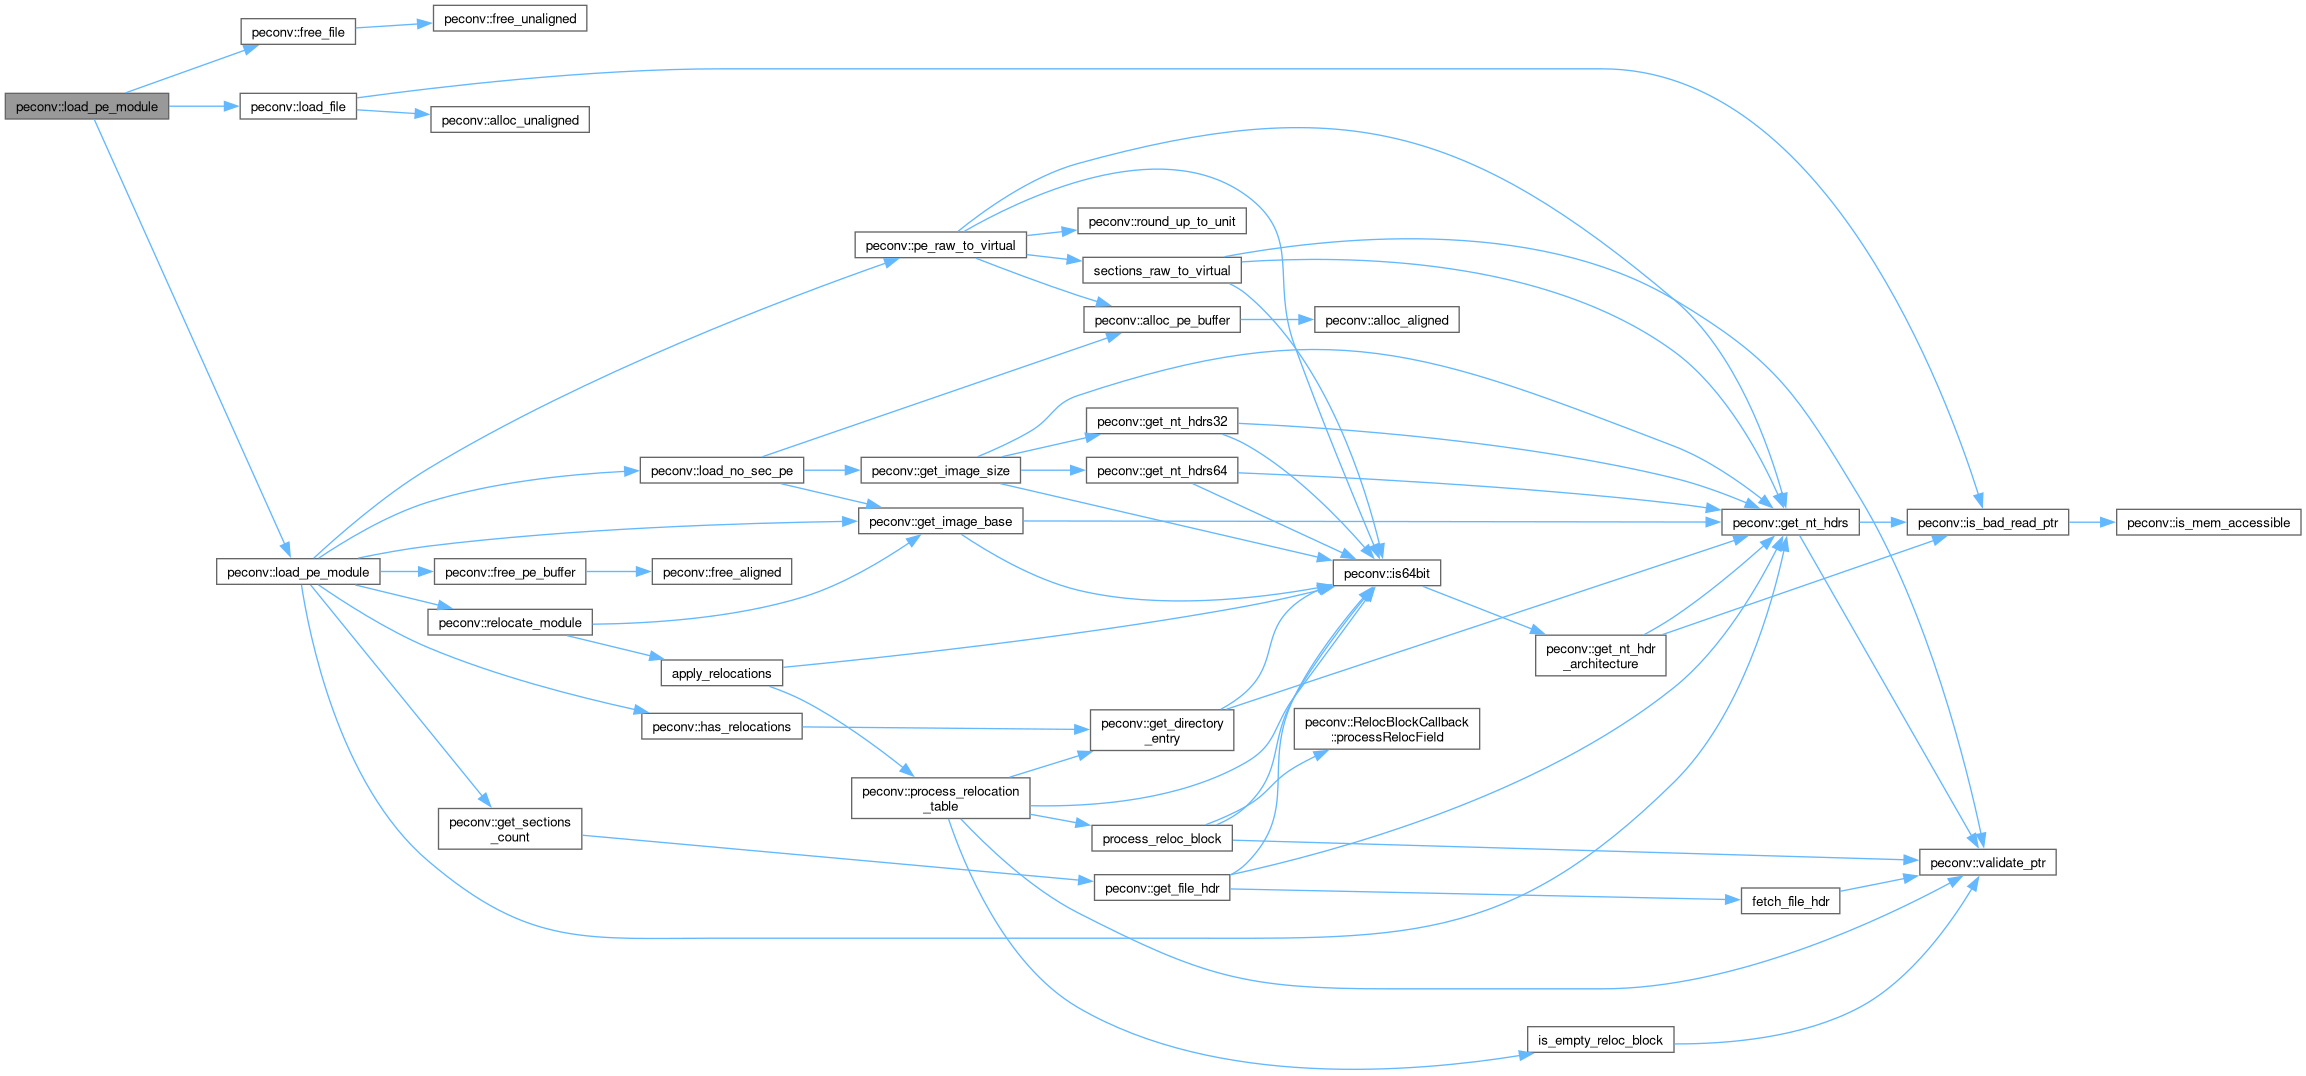 peconv::load_pe_module
peconv::free_file
peconv::free_unaligned
peconv::load_file
peconv::alloc_unaligned
peconv::load_pe_module
peconv::pe_raw_to_virtual
peconv::round_up_to_unit
sections_raw_to_virtual
peconv::alloc_pe_buffer
peconv::alloc_aligned
peconv::load_no_sec_pe
peconv::get_image_size
peconv::get_nt_hdrs32
peconv::get_nt_hdrs64
peconv::get_image_base
peconv::get_nt_hdrs
peconv::is_bad_read_ptr
peconv::is_mem_accessible
peconv::free_pe_buffer
peconv::free_aligned
peconv::is64bit
peconv::relocate_module
apply_relocations
peconv::get_nt_hdr
_architecture
peconv::has_relocations
peconv::get_directory
_entry
peconv::RelocBlockCallback
::processRelocField
peconv::process_relocation
_table
peconv::get_sections
_count
process_reloc_block
peconv::validate_ptr
peconv::get_file_hdr
fetch_file_hdr
is_empty_reloc_block